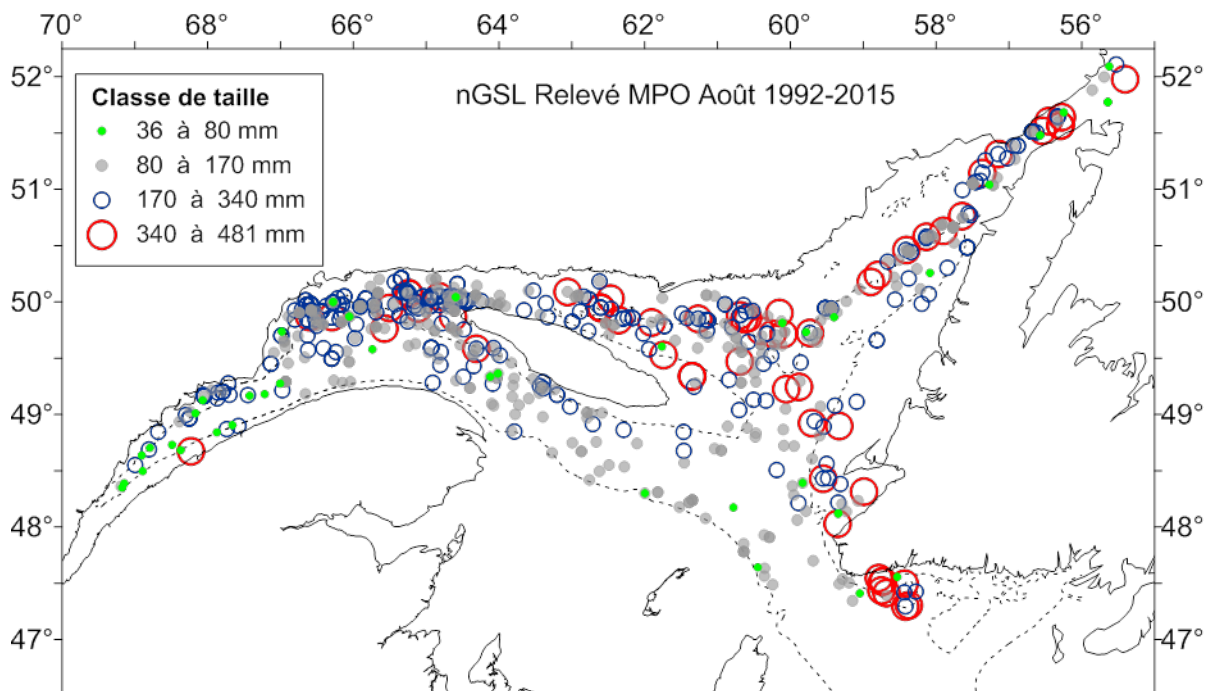 70° 68° 66° 64° 62° 60° 58° 56°
52° 52°
nGSL Relevé MPO Août 1992-2015
Classe de taille
36 à 80 mm
80 à 170 mm
170 à 340 mm
340 à 481 mm
51° 51°
50° 50°
49° 49°
48° 48°
47° 47°